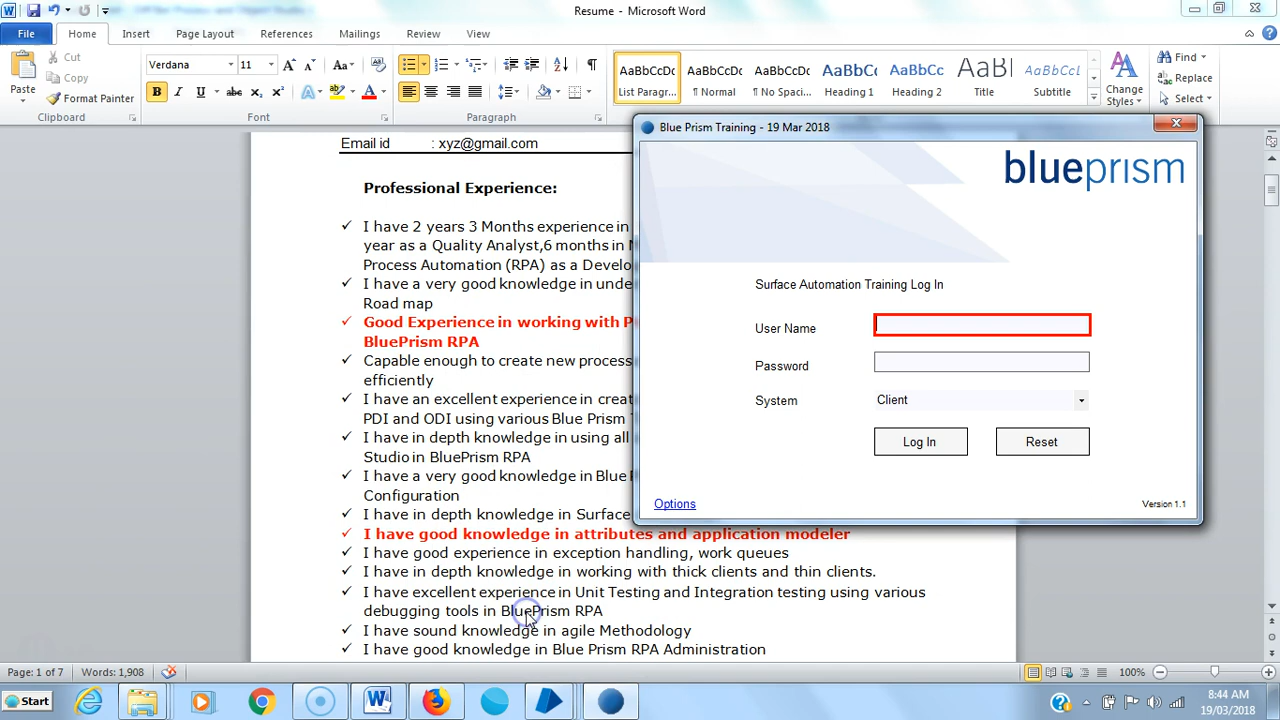 Resume - Microsoft Word
File Home Insert Page Layout References Mailings Review View
Paste
Cut
Copy
Format Painter
Clipboard
Verdana 11
Font
Paragraph
AaBbCcDc AaBbCcDc AaBbCcDc AaBbCc AaBbCc AaBl AaBbCcL
List Paragr... ¶ Normal ¶ No Spacin... Heading 1 Heading 2 Title Subtitle
Change Styles
Styles
Find
Replace
Select
Editing
Email id : xyz@gmail.com
Professional Experience:
I have 2 years 3 Months experience in
year as a Quality Analyst,6 months in
Process Automation (RPA) as a Develo
I have a very good knowledge in unde
Road map
Good Experience in working with P
BluePrism RPA
Capable enough to create new process
efficiently
I have an excellent experience in creat
PDI and ODI using various Blue Prism
I have in depth knowledge in using all
Studio in BluePrism RPA
I have a very good knowledge in Blue
Configuration
I have in depth knowledge in Surface
I have good knowledge in attributes and application modeler
I have good experience in exception handling, work queues
I have in depth knowledge in working with thick clients and thin clients.
I have excellent experience in Unit Testing and Integration testing using various
debugging tools in BluePrism RPA
I have sound knowledge in agile Methodology
I have good knowledge in Blue Prism RPA Administration
Blue Prism Training - 19 Mar 2018
blueprism
Surface Automation Training Log In
User Name
Password
System Client
Log In Reset
Options
Version 1.1
Page: 1 of 7 Words: 1,908 100%
Start
8:44 AM
19/03/2018